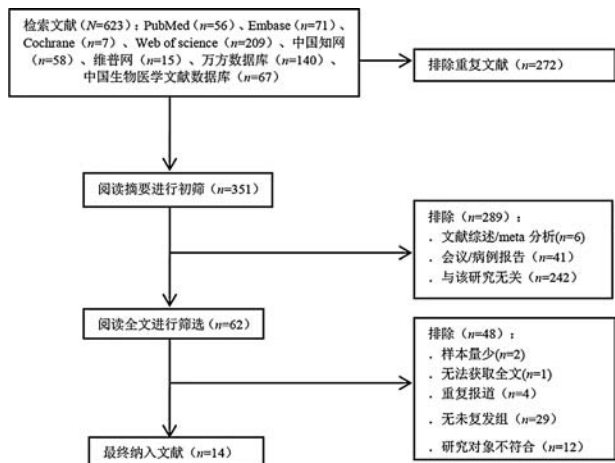 检索文献（N=623）：PubMed（n=56）、Embase（n=71）、
Cochrane（n=7）、Web of science（n=209）、中国知网
（n=58）、维普网（n=15）、万方数据库（n=140）、
中国生物医学文献数据库（n=67）
排除重复文献（n=272）
阅读摘要进行初筛（n=351）
排除（n=289）：
. 文献综述/meta 分析(n=6)
. 会议/病例报告（n=41）
. 与该研究无关（n=242）
阅读全文进行筛选（n=62）
排除（n=48）：
. 样本量少(n=2)
. 无法获取全文(n=1)
. 重复报道（n=4）
. 无未复发组（n=29）
. 研究对象不符合（n=12）
最终纳入文献（n=14）